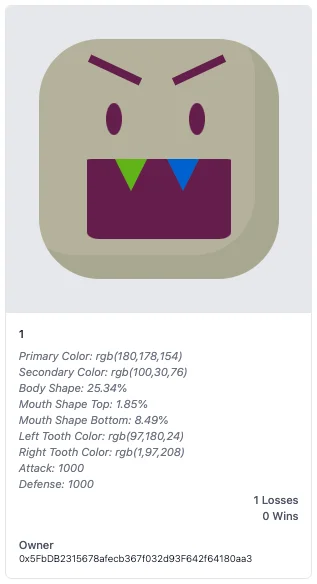 1
Primary Color: rgb(180,178,154)
Secondary Color: rgb(100,30,76)
Body Shape: 25.34%
Mouth Shape Top: 1.85%
Mouth Shape Bottom: 8.49%
Left Tooth Color: rgb(97,180,24)
Right Tooth Color: rgb(1,97,208)
Attack: 1000
Defense: 1000
1 Losses
0 Wins
Owner
0x5FbDB2315678afecb367f032d93F642f64180aa3